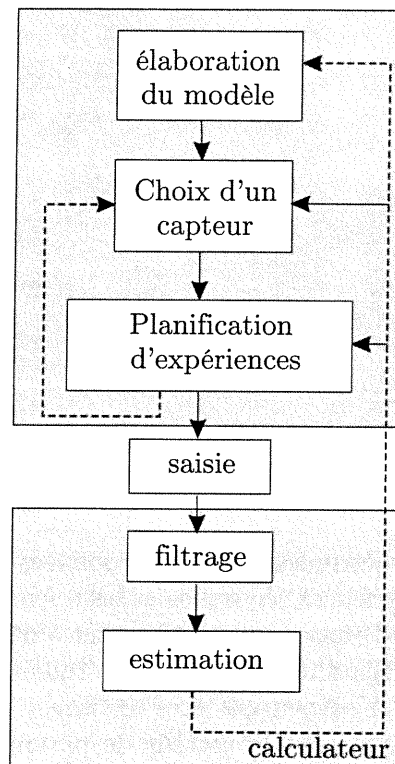 élaboration
du modèle
Choix d'un
capteur
Planification
d'expériences
saisie
filtrage
estimation
calculateur